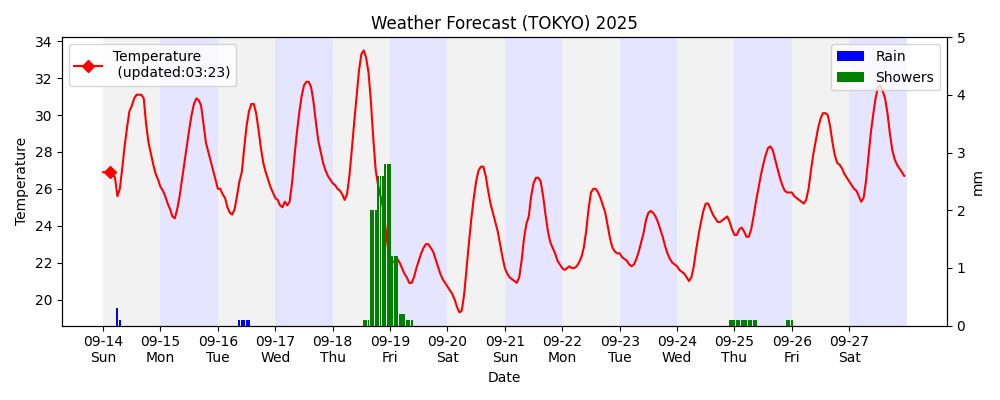 Weather Forecast (TOKYO) 2025
Temperature
(updated:03:23)
Rain
Showers
34
32
30
28
26
24
22
20
Temperature
5
4
3
2
1
0
mm
09-14 09-15 09-16 09-17 09-18 09-19 09-20 09-21 09-22 09-23 09-24 09-25 09-26 09-27
Sun Mon Tue Wed Thu Fri Sat Sun Mon Tue Wed Thu Fri Sat
Date